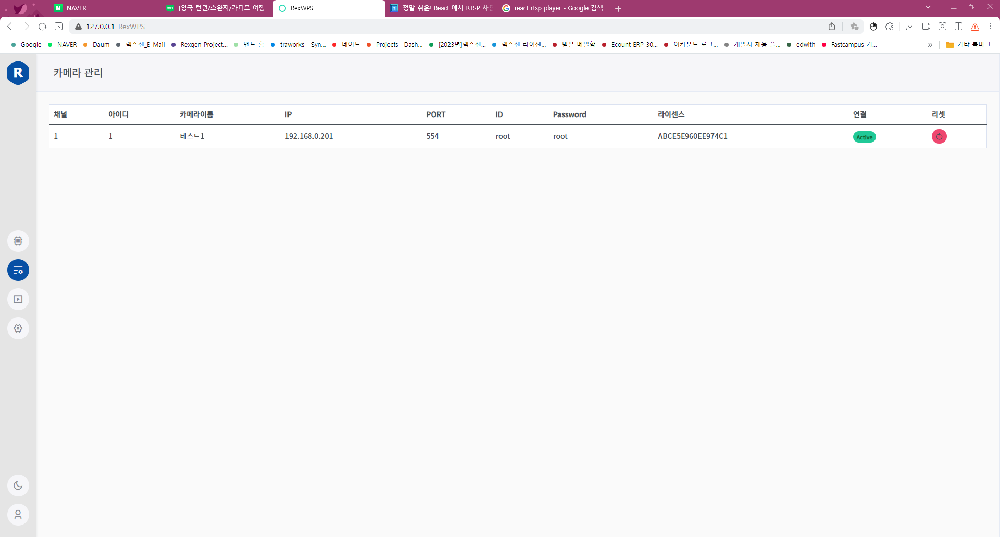 NAVER
blog [영국 런던/스완지/카디프 여행]
RexWPS
정말 쉬운! React 에서 RTSP 사용
react rtsp player - Google 검색
127.0.0.1 RexWPS
Google NAVER Daum 렉스젠_E-Mail Rexgen Project... 밴드 홈 traworks - Syn... 네이트 Projects · Dash... [2023년]렉스젠... 렉스젠 라이센... 받은 메일함 Ecount ERP-30... 이카운트 로그... 개발자 채용 플... edwith Fastcampus 기... » 기타 북마크
R
카메라 관리
채널 아이디 카메라이름 IP PORT ID Password 라이센스 연결 리셋
1 1 테스트1 192.168.0.201 554 root root ABCE5E960EE974C1 Active